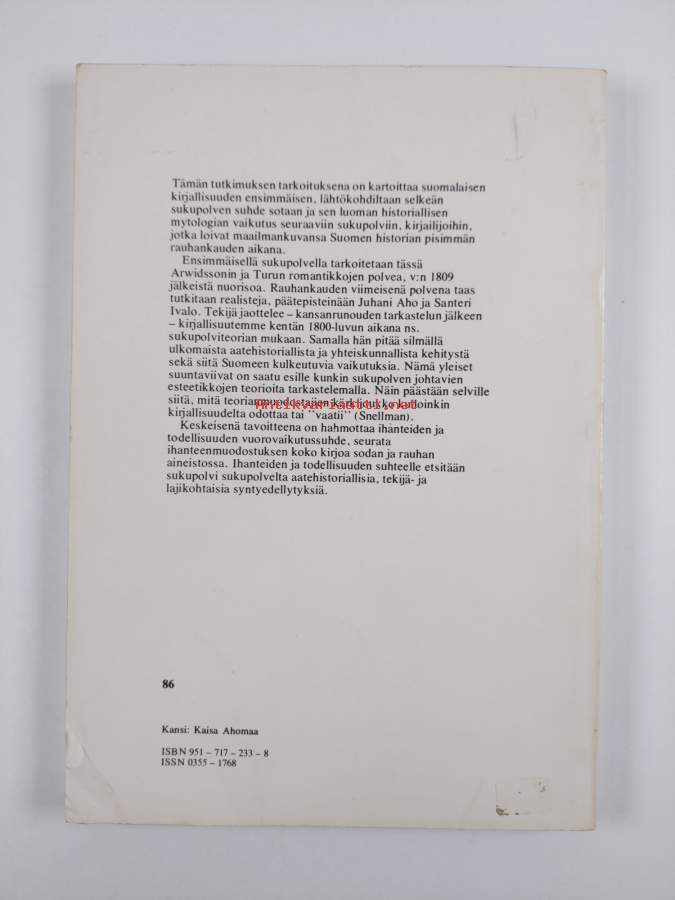 Tämän tutkimuksen tarkoituksena on kartoittaa suomalaisen
kirjallisuuden ensimmäisen, lähtökohdiltaan selkeän
sukupolven suhde sotaan ja sen luoman historiallisen
mytologian vaikutus seuraaviin sukupolviin, kirjailijoihin,
jotka loivat maailmankuvansa Suomen historian pisimmän
rauhankauden aikana.
Ensimmäisellä sukupolvella tarkoitetaan tässä
Arwidssonin ja Turun romantikkojen polvea, v:n 1809
jälkeistä nuorisoa. Rauhankauden viimeisenä polvena taas
tutkitaan realisteja, päätepisteinään Juhani Aho ja Santeri
Ivalo. Tekijä jaottelee – kansanrunouden tarkastelun jälkeen
– kirjallisuutemme kentän 1800-luvun aikana ns.
sukupolviteorian mukaan. Samalla hän pitää silmällä
ulkomaista aatehistoriallista ja yhteiskunnallista kehitystä
sekä siitä Suomeen kulkeutuvia vaikutuksia. Nämä yleiset
suuntaviivat on saatu esille kunkin sukupolven johtavien
esteetikkojen teorioita tarkastelemalla. Näin päästään selville
siitä, mitä teorianmuodostajien kärkijoukko kulloinkin
Antikvariaatti.net
kirjallisuudelta odottaa tai "vaatii" (Snellman).
Keskeisenä tavoitteena on hahmottaa ihanteiden ja
todellisuuden vuorovaikutussuhde, seurata
ihanteenmuodostuksen koko kirjoa sodan ja rauhan
aineistossa. Ihanteiden ja todellisuuden suhteelle etsitään
sukupolvi sukupolvelta aatehistoriallisia, tekijä- ja
lajikohtaisia syntyedellytyksiä.
86
Kansi: Kaisa Ahomaa
ISBN 951 – 717 – 233 – 8
ISSN 0355 – 1768